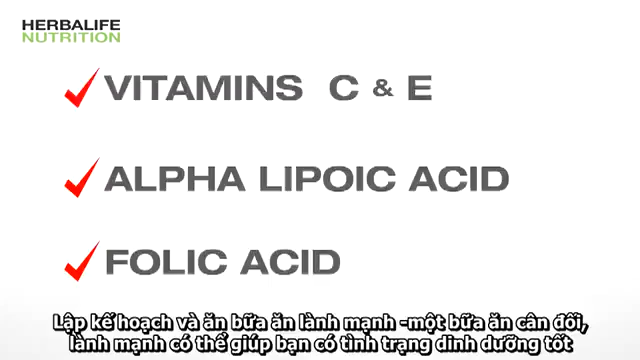 HERBALIFE
NUTRITION
VITAMINS C & E
ALPHA LIPOIC ACID
FOLIC ACID
Lập kế hoạch và ăn bữa ăn lành mạnh -một bữa ăn cân đối,
lành mạnh có thể giúp bạn có tình trạng dinh dưỡng tốt